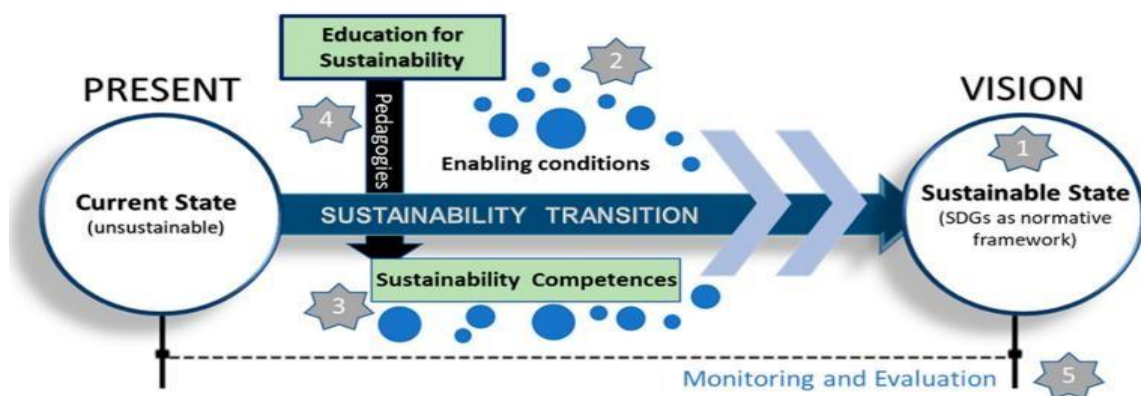 Education for
Sustainability
2
PRESENT
VISION
4
Pedagogies
1
Enabling conditions
Current State
(unsustainable)
SUSTAINABILITY TRANSITION
Sustainable State
(SDGs as normative
framework)
Sustainability Competences
3
Monitoring and Evaluation
5